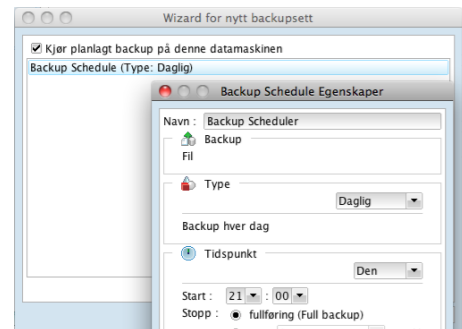 Wizard for nytt backupsett
Kjør planlagt backup på denne datamaskinen
Backup Schedule (Type: Daglig)
Backup Schedule Egenskaper
Navn : Backup Scheduler
Backup
Fil
Type
Daglig
Backup hver dag
Tidspunkt
Den
Start : 21 : 00
Stopp : fullføring (Full backup)